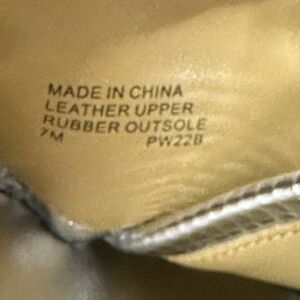 MADE IN CHINA
LEATHER UPPER
RUBBER OUTSOLE
7M PW22B